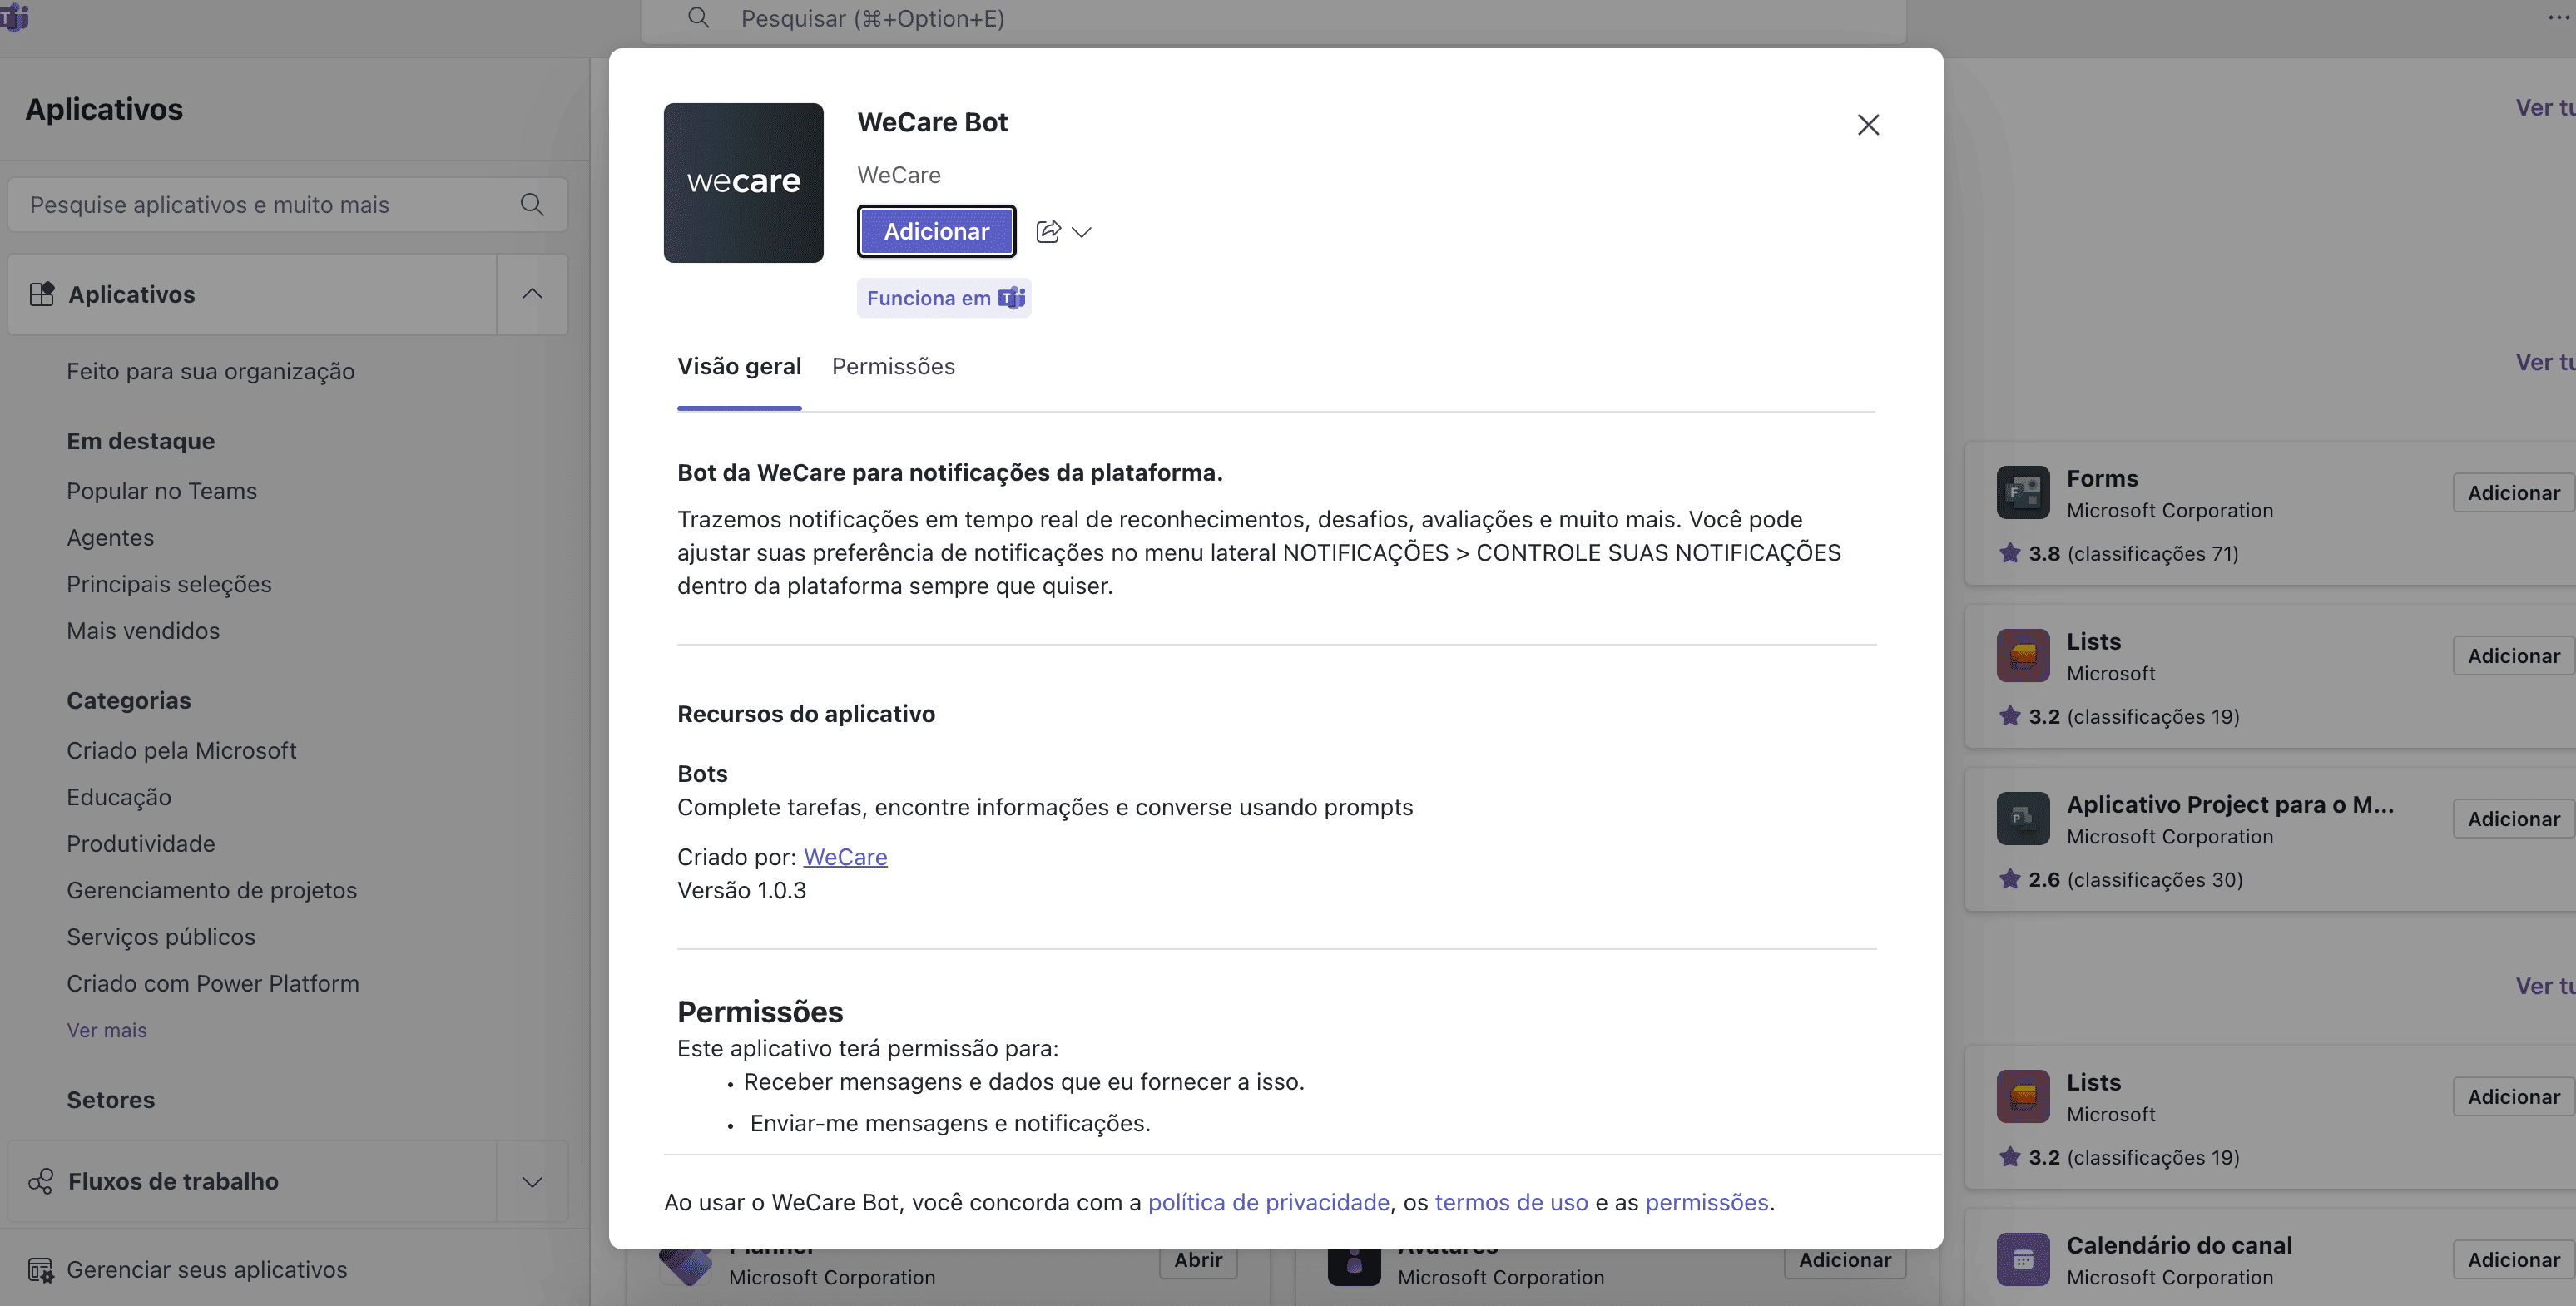 Pesquisar (⌘+Option+E)
Aplicativos
Pesquise aplicativos e muito mais
Aplicativos
Feito para sua organização
Em destaque
Popular no Teams
Agentes
Principais seleções
Mais vendidos
Categorias
Criado pela Microsoft
Educação
Produtividade
Gerenciamento de projetos
Serviços públicos
Criado com Power Platform
Ver mais
Setores
Fluxos de trabalho
Gerenciar seus aplicativos
wecare
WeCare Bot
WeCare
Adicionar
Funciona em
Visão geral
Permissões
Bot da WeCare para notificações da plataforma.
Trazemos notificações em tempo real de reconhecimentos, desafios, avaliações e muito mais. Você pode
ajustar suas preferência de notificações no menu lateral NOTIFICAÇÕES > CONTROLE SUAS NOTIFICAÇÕES
dentro da plataforma sempre que quiser.
Recursos do aplicativo
Bots
Complete tarefas, encontre informações e converse usando prompts
Criado por: WeCare
Versão 1.0.3
Permissões
Este aplicativo terá permissão para:
• Receber mensagens e dados que eu fornecer a isso.
• Enviar-me mensagens e notificações.
Ao usar o WeCare Bot, você concorda com a política de privacidade, os termos de uso e as permissões.
Microsoft Corporation
Abrir
Microsoft Corporation
Adicionar
Ver tu
Ver tu
Forms
Microsoft Corporation
Adicionar
3.8 (classificações 71)
Lists
Microsoft
Adicionar
3.2 (classificações 19)
Aplicativo Project para o M...
Microsoft Corporation
Adicionar
2.6 (classificações 30)
Ver tu
Lists
Microsoft
Adicionar
3.2 (classificações 19)
Calendário do canal
Microsoft Corporation
Adicionar